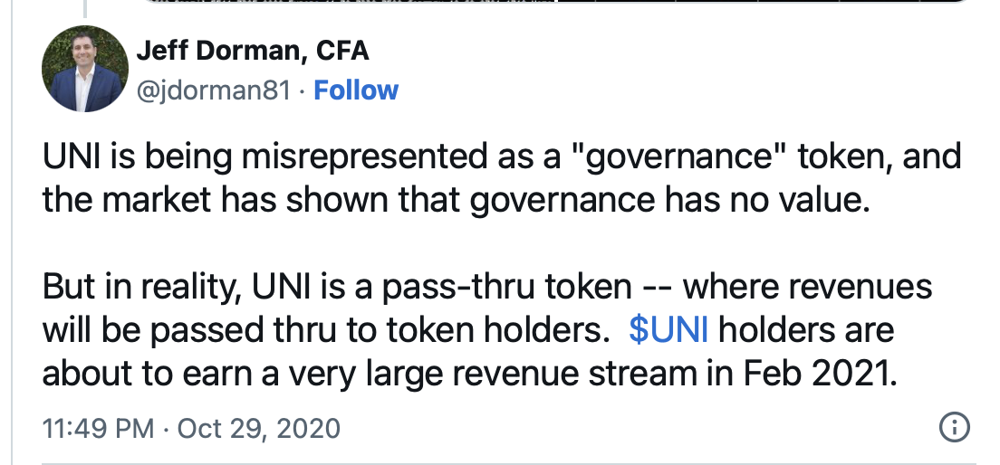 Jeff Dorman, CFA
@jdorman81 · Follow
UNI is being misrepresented as a "governance" token, and
the market has shown that governance has no value.
But in reality, UNI is a pass-thru token -- where revenues
will be passed thru to token holders.  $UNI holders are
about to earn a very large revenue stream in Feb 2021.
11:49 PM · Oct 29, 2020